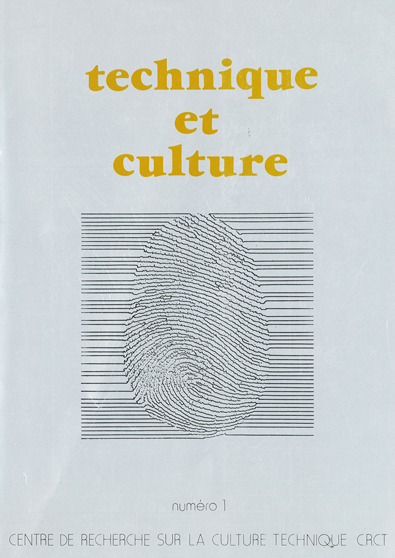 technique
et
culture
numéro 1
CENTRE DE RECHERCHE SUR LA CULTURE TECHNIQUE CRCT